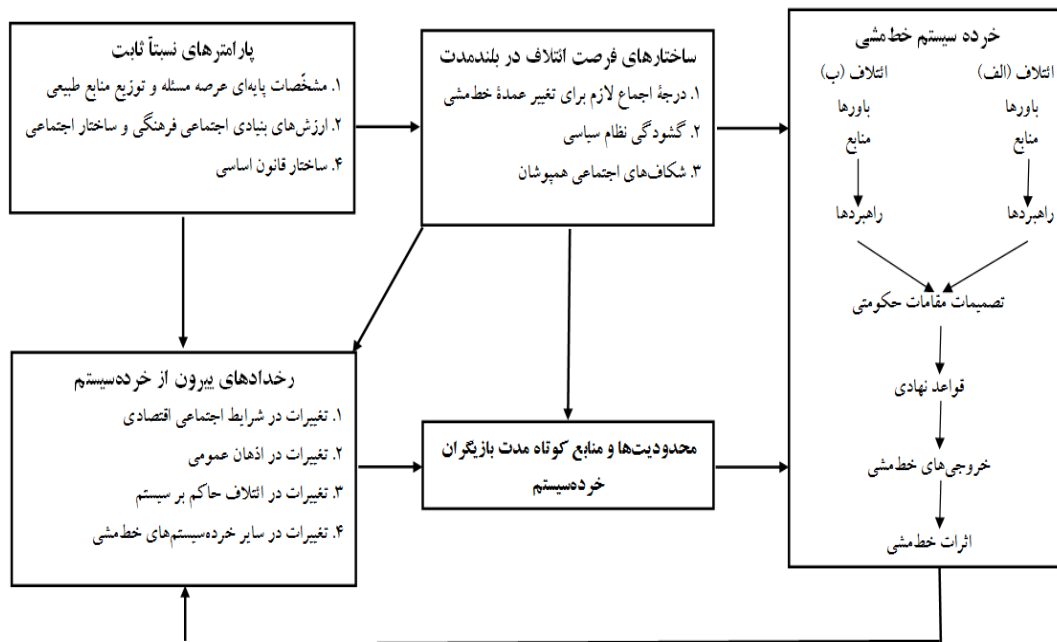 پارامترهای نسبتاً ثابت
۱. مشخّصات پایه‌ای عرصه مسئله و توزیع منابع طبیعی
۲. ارزش‌های بنیادی اجتماعی فرهنگی و ساختار اجتماعی
۴. ساختار قانون اساسی
ساختارهای فرصت ائتلاف در بلندمدت
۱. درجهٔ اجماع لازم برای تغییر عمدهٔ خط‌مشی
۲. گشودگی نظام سیاسی
۳. شکاف‌های اجتماعی همپوشان
خرده سیستم خط‌مشی
ائتلاف (الف) ائتلاف (ب)
باورها باورها
منابع منابع
راهبردها راهبردها
تصمیمات مقامات حکومتی
قواعد نهادی
خروجی‌های خط‌مشی
اثرات خط‌مشی
رخدادهای بیرون از خرده‌سیستم
۱. تغییرات در شرایط اجتماعی اقتصادی
۲. تغییرات در اذهان عمومی
۳. تغییرات در ائتلاف حاکم بر سیستم
۴. تغییرات در سایر خرده‌سیستم‌های خط‌مشی
محدودیت‌ها و منابع کوتاه مدت بازیگران
خرده‌سیستم